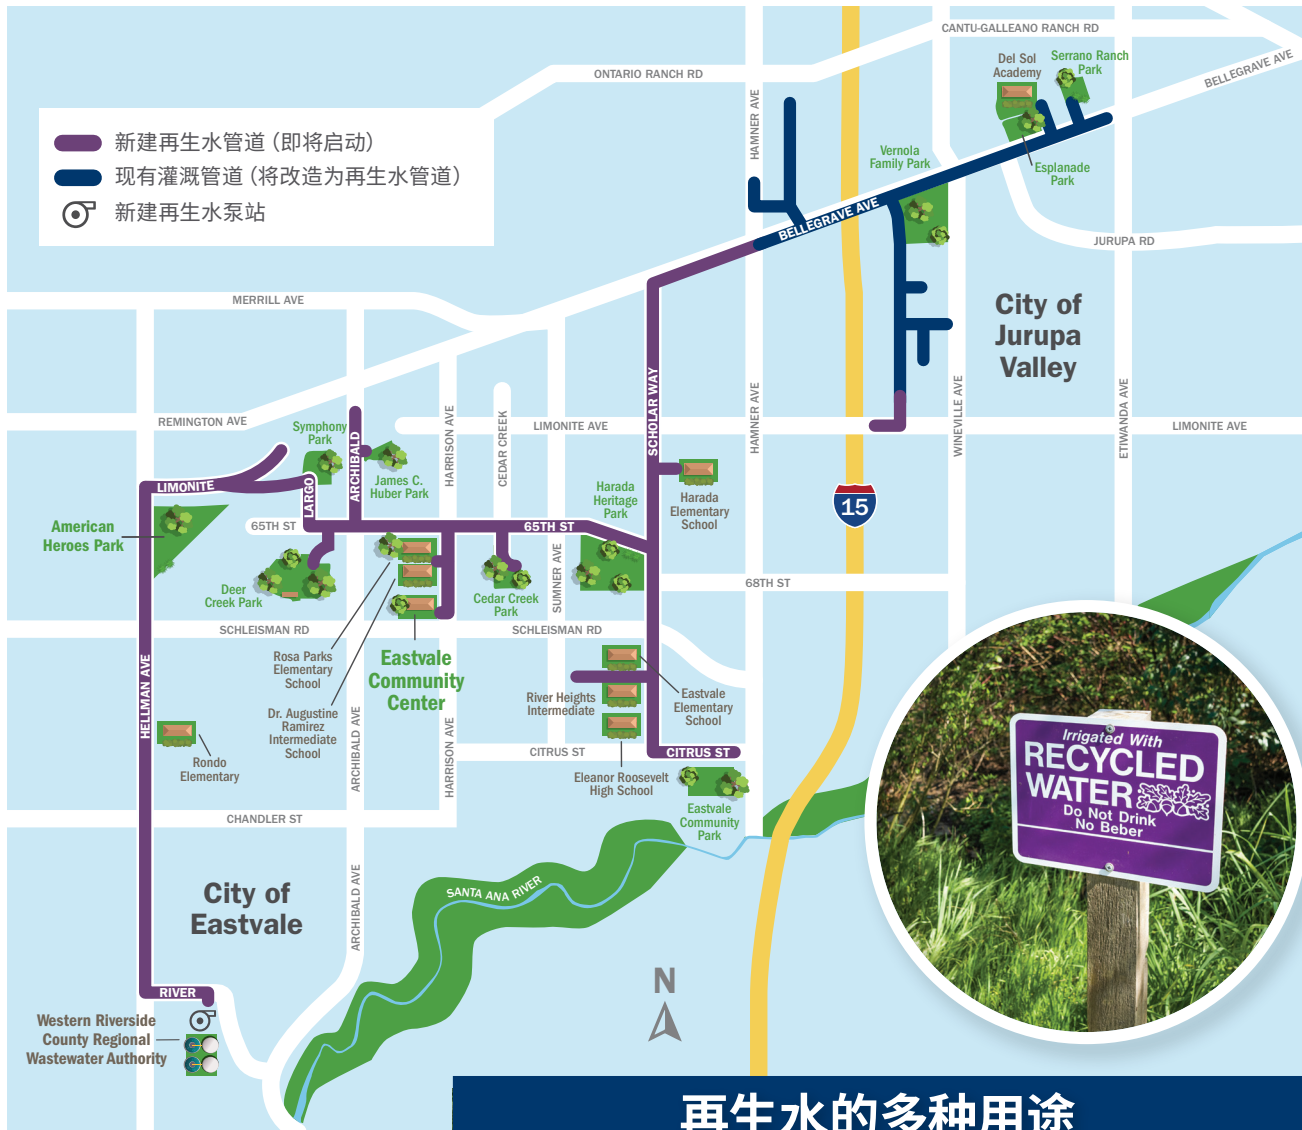 CANTU-GALLEANO RANCH RD
ONTARIO RANCH RD
BELLEGRAVE AVE
Del Sol
Academy
Serrano Ranch
Park
HAMNER AVE
新建再生水管道（即将启动）
现有灌溉管道（将改造为再生水管道）
新建再生水泵站
Vernola
Family Park
Esplanade
Park
BELLEGRAVE AVE
JURUPA RD
MERRILL AVE
City of
Jurupa
Valley
REMINGTON AVE
Symphony
Park
ARCHIBALD
James C.
Huber Park
HARRISON AVE
CEDAR CREEK
LIMONITE AVE
SCHOLAR WAY
HAMNER AVE
WINEVILLE AVE
ETIWANDA AVE
LIMONITE AVE
LIMONITE
LARGO
Harada
Heritage
Park
Harada
Elementary
School
15
American
Heroes Park
65TH ST
65TH ST
Deer
Creek Park
Cedar Creek
Park
SUMNER AVE
68TH ST
SCHLEISMAN RD
SCHLEISMAN RD
Rosa Parks
Elementary
School
Eastvale
Community
Center
HELLMAN AVE
Dr. Augustine
Ramirez
Intermediate
School
River Heights
Intermediate
Eastvale
Elementary
School
ARCHIBALD AVE
HARRISON AVE
Rondo
Elementary
CITRUS ST
CITRUS ST
Eleanor Roosevelt
High School
Eastvale
Community
Park
CHANDLER ST
Irrigated With
RECYCLED
WATER
Do Not Drink
No Beber
City of
Eastvale
ARCHIBALD AVE
SANTA ANA RIVER
N
RIVER
Western Riverside
County Regional
Wastewater Authority
再生水的多种用途